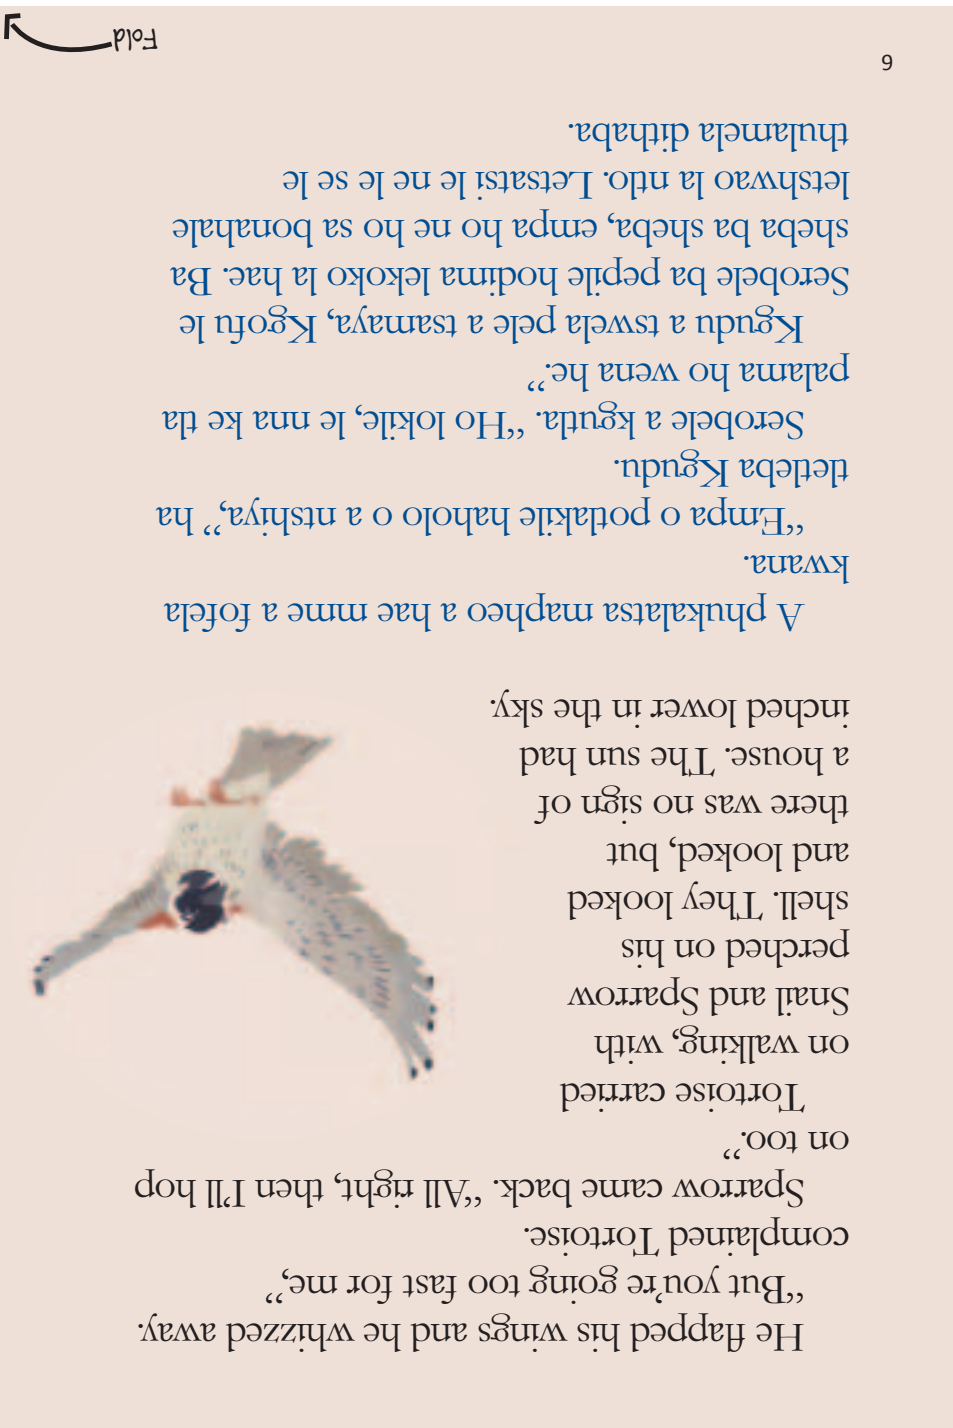 He flapped his wings and he whizzed away.
“But you're going too fast for me,”
complained Tortoise.
Sparrow came back. “All right, then I'll hop
on too.”
Tortoise carried
on walking, with
Snail and Sparrow
perched on his
shell. They looked
and looked, but
there was no sign of
a house. The sun had
inched lower in the sky.
A phukalatsa mapheo a hae mme a fofela
kwana.
“Empa o potlakile haholo o a ntshiya,” ha
tletleba Kgudu.
Serobele a kgutla. “Ho lokile, le nna ke tla
palama ho wena he.”
Kgudu a tswela pele a tsamaya, Kgofu le
Serobele ba pepile hodima lekoko la hae. Ba
sheba ba sheba, empa ho ne ho sa bonahale
letshwao la ntlo. Letsatsi le ne le se le
thulamela dithaba.
6
Fold